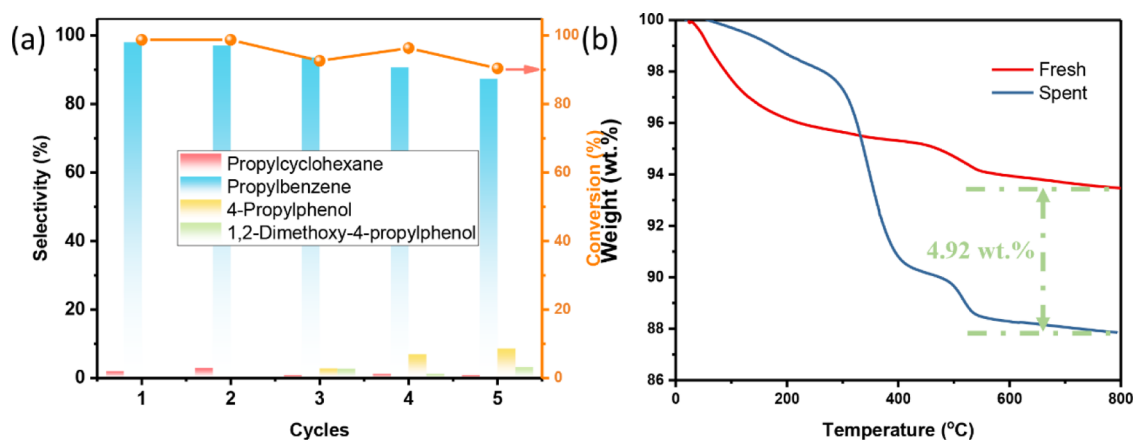 (a)
100
80
60
40
20
0
Selectivity (%)
Propylcyclohexane
Propylbenzene
4-Propylphenol
1,2-Dimethoxy-4-propylphenol
1 2 3 4 5
Cycles
100
80
60
40
20
0
Conversion (%)
(b)
100
98
96
94
92
90
88
86
Weight (wt.%)
Fresh
Spent
4.92 wt.%
0 200 400 600 800
Temperature (°C)